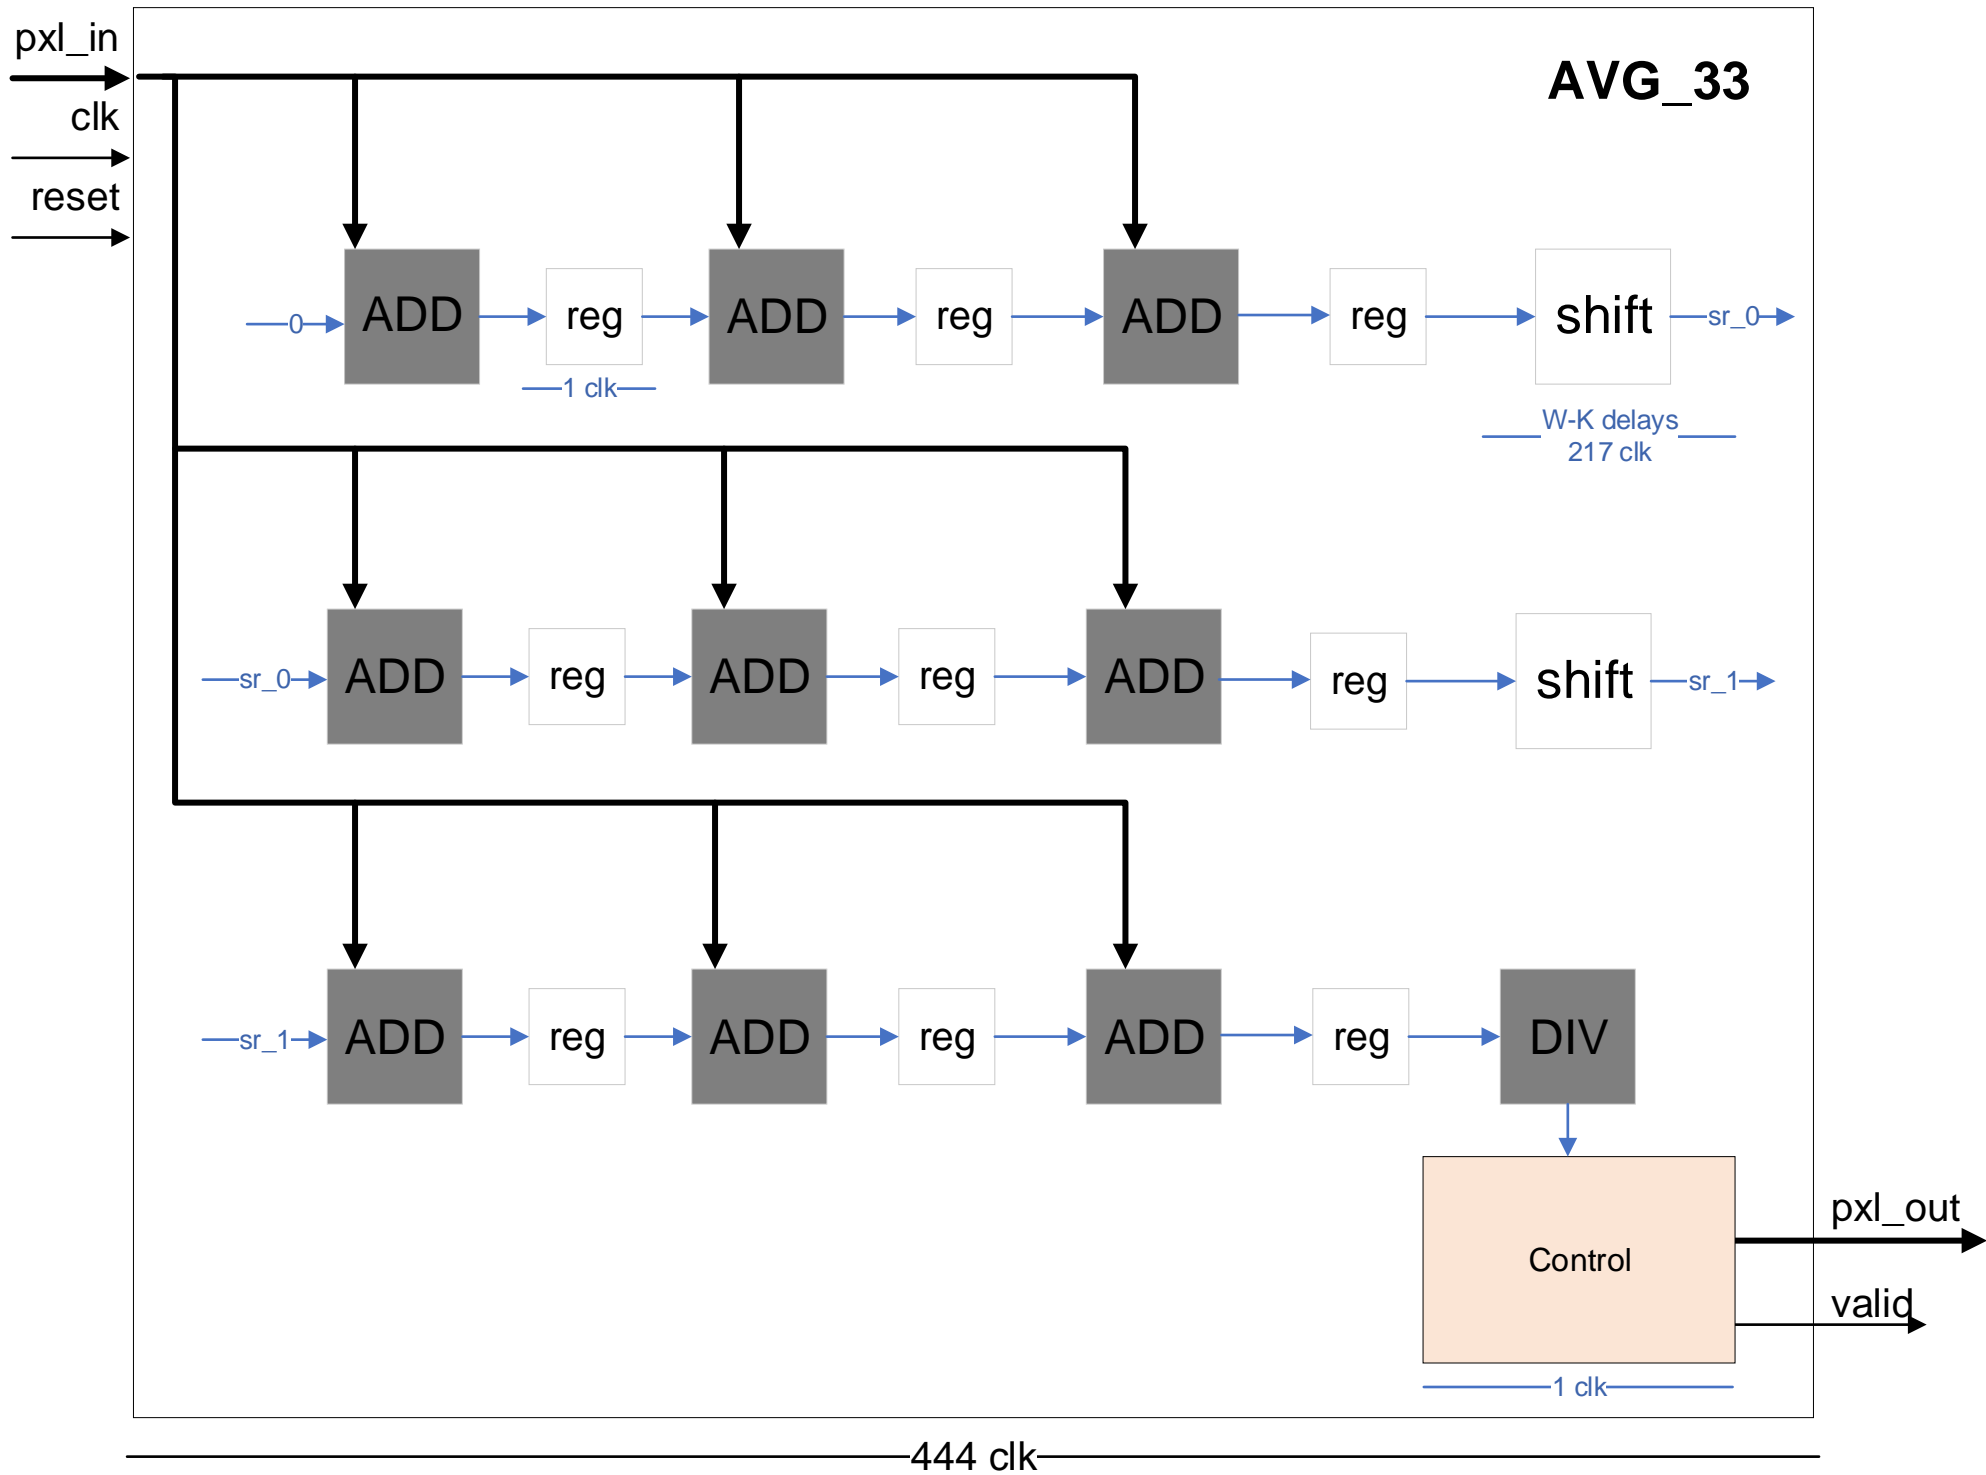 pxl_in
AVG_33
clk
reset
0
ADD
reg
ADD
reg
ADD
reg
shift
sr_0
1 clk
W-K delays
217 clk
sr_0
ADD
reg
ADD
reg
ADD
reg
shift
sr_1
sr_1
ADD
reg
ADD
reg
ADD
reg
DIV
Control
pxl_out
valid
1 clk
444 clk